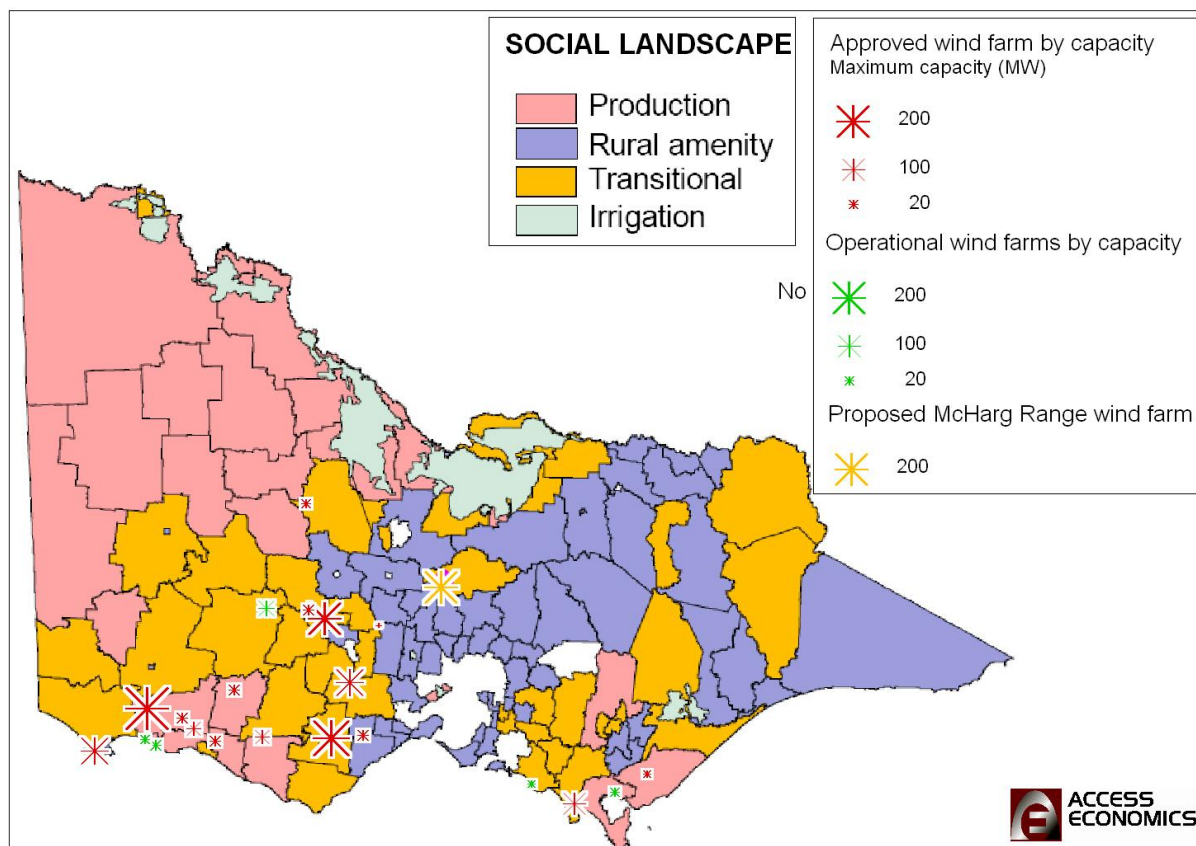 SOCIAL LANDSCAPE
Production
Rural amenity
Transitional
Irrigation
No
Approved wind farm by capacity
Maximum capacity (MW)
200
100
20
Operational wind farms by capacity
200
100
20
Proposed McHarg Range wind farm
200
ACCESS
ECONOMICS